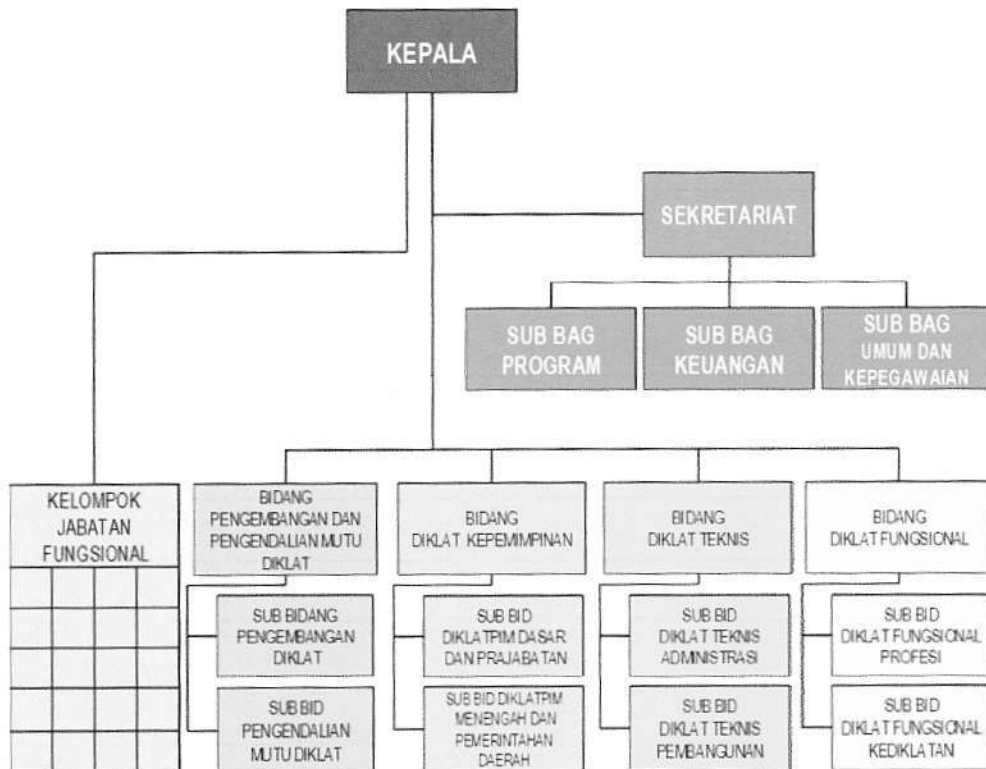 KEPALA
SEKRETARIAT
SUB BAG
PROGRAM
SUB BAG
KEUANGAN
SUB BAG
UMUM DAN
KEPEGAWAIAN
KELOMPOK
JABATAN
FUNGSIONAL
BIDANG
PENGEMBANGAN DAN
PENGENDALIAN MUTU
DIKLAT
BIDANG
DIKLAT KEPEMIMPINAN
BIDANG
DIKLAT TEKNIS
BIDANG
DIKLAT FUNGSIONAL
SUB BIDANG
PENGEMBANGAN
DIKLAT
SUB BID
DIKLATPIM DASAR
DAN PRAJABATAN
SUB BID
DIKLAT TEKNIS
ADMINISTRASI
SUB BID
DIKLAT FUNGSIONAL
PROFESI
SUB BID
PENGENDALIAN
MUTU DIKLAT
SUB BID DIKLATPIM
MENENGAH DAN
PEMERINTAHAN
DAERAH
SUB BID
DIKLAT TEKNIS
PEMBANGUNAN
SUB BID
DIKLAT FUNGSIONAL
KEDIKLATAN